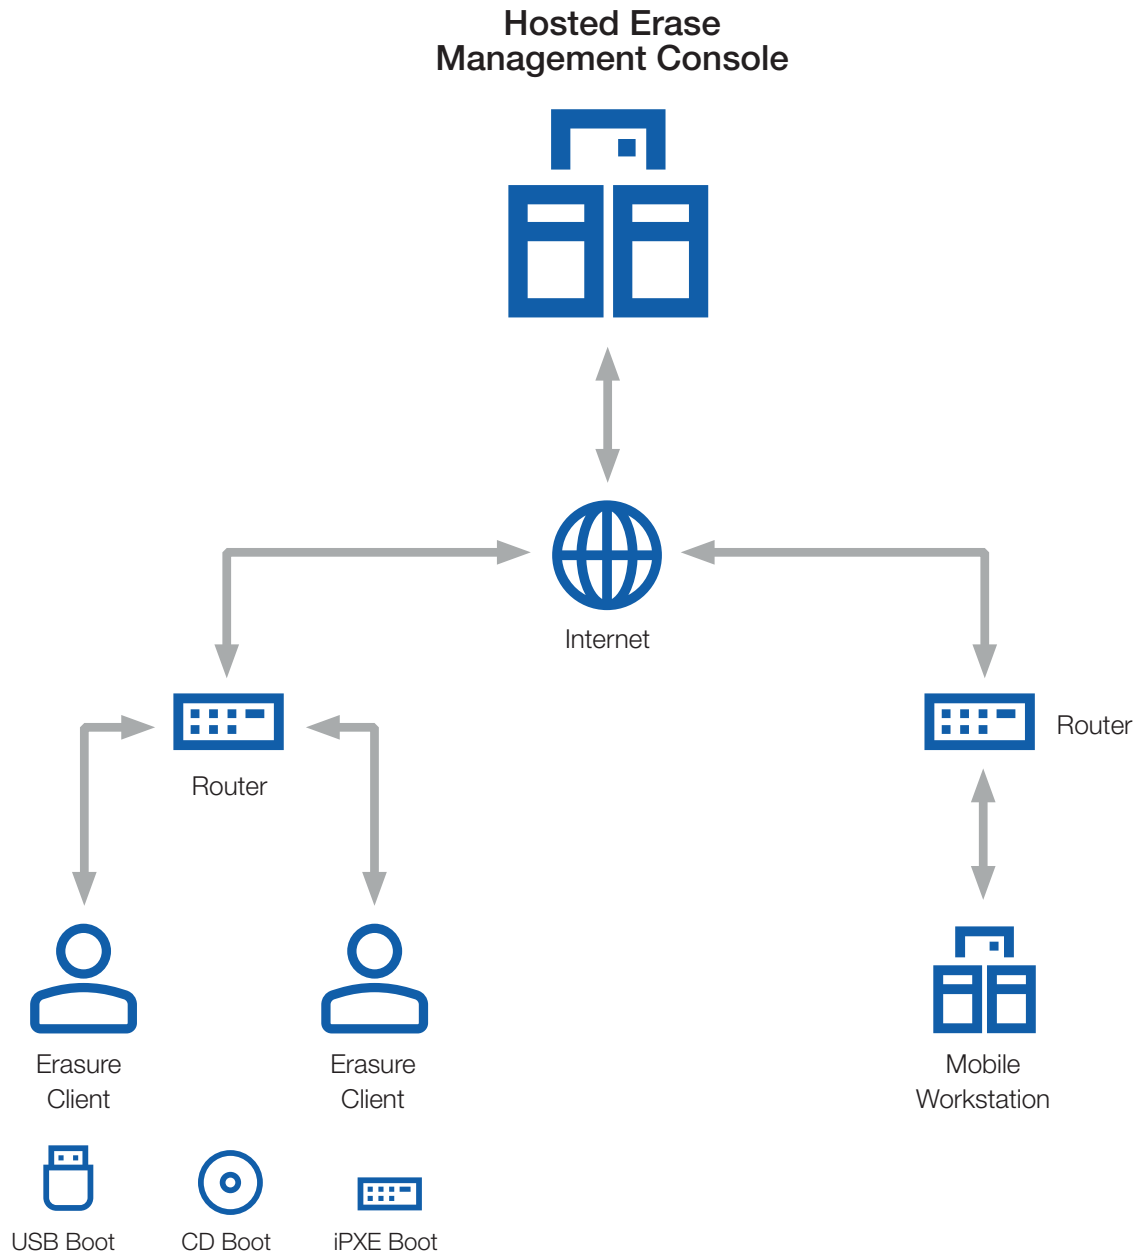 Hosted Erase
Management Console
Internet
Router
Router
Erasure
Client
Erasure
Client
Mobile
Workstation
USB Boot
CD Boot
iPXE Boot